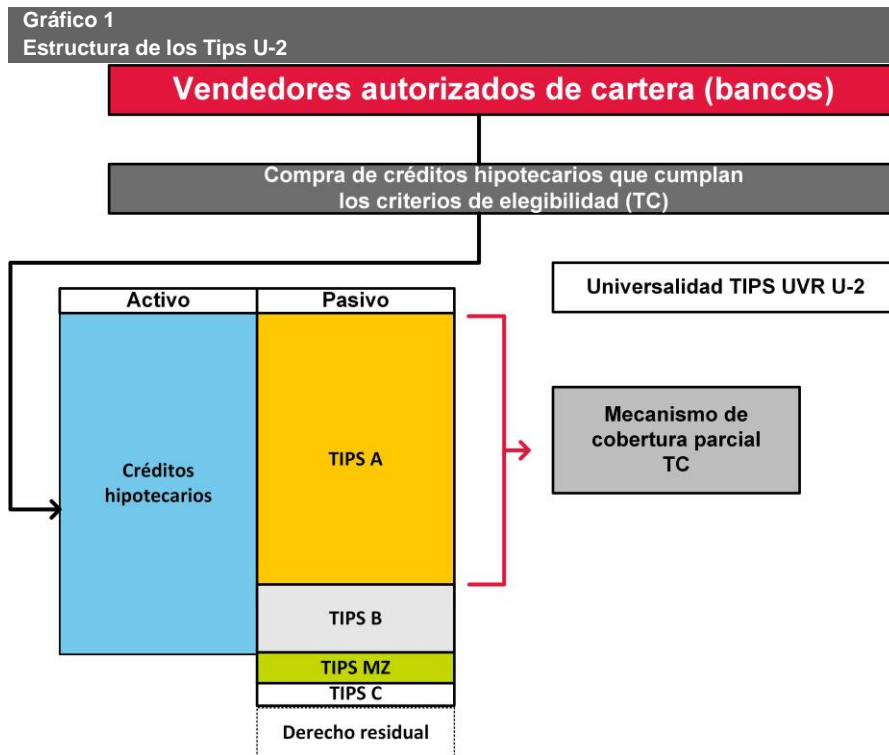 Gráfico 1
Estructura de los Tips U-2
Vendedores autorizados de cartera (bancos)
Compra de créditos hipotecarios que cumplan
los criterios de elegibilidad (TC)
Universalidad TIPS UVR U-2
Activo
Pasivo
Créditos
hipotecarios
TIPS A
Mecanismo de
cobertura parcial
TC
TIPS B
TIPS MZ
TIPS C
Derecho residual